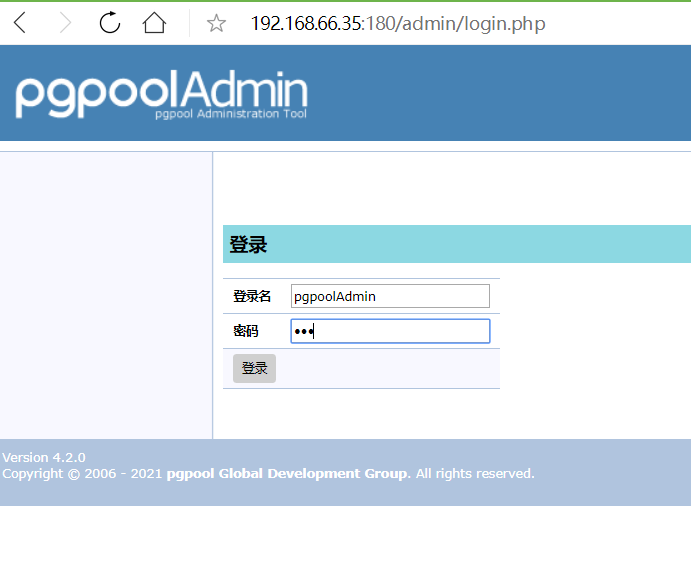 192.168.66.35:180/admin/login.php
pgpoolAdmin
pgpool Administration Tool
登录
登录名 pgpoolAdmin
密码 •••
登录
Version 4.2.0
Copyright © 2006 - 2021 pgpool Global Development Group. All rights reserved.